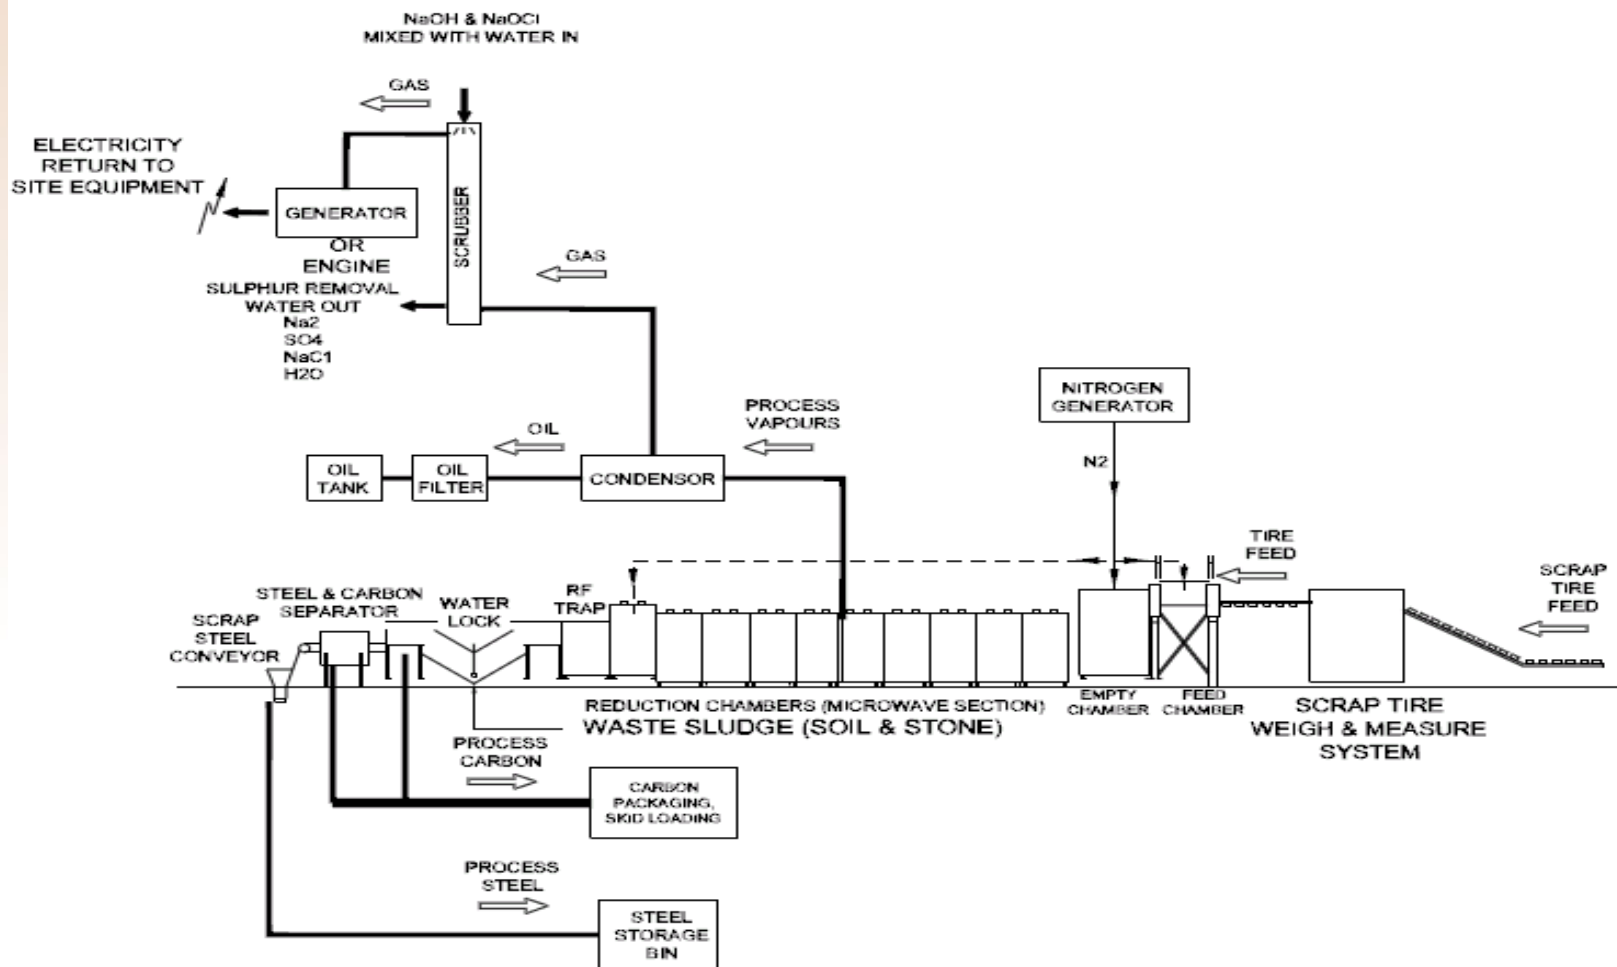 NaOH & NaOCl
MIXED WITH WATER IN
GAS
ELECTRICITY
RETURN TO
SITE EQUIPMENT
GENERATOR
OR
ENGINE
SCRUBBER
GAS
SULPHUR REMOVAL
WATER OUT
Na2
SO4
NaC1
H2O
NITROGEN
GENERATOR
PROCESS
VAPOURS
OIL
OIL
TANK
OIL
FILTER
CONDENSOR
N2
TIRE
FEED
SCRAP
TIRE
FEED
STEEL & CARBON
SEPARATOR
WATER
LOCK
RF
TRAP
SCRAP
STEEL
CONVEYOR
REDUCTION CHAMBERS (MICROWAVE SECTION)
WASTE SLUDGE (SOIL & STONE)
EMPTY
CHAMBER
FEED
CHAMBER
SCRAP TIRE
WEIGH & MEASURE
SYSTEM
PROCESS
CARBON
CARBON
PACKAGING,
SKID LOADING
PROCESS
STEEL
STEEL
STORAGE
BIN